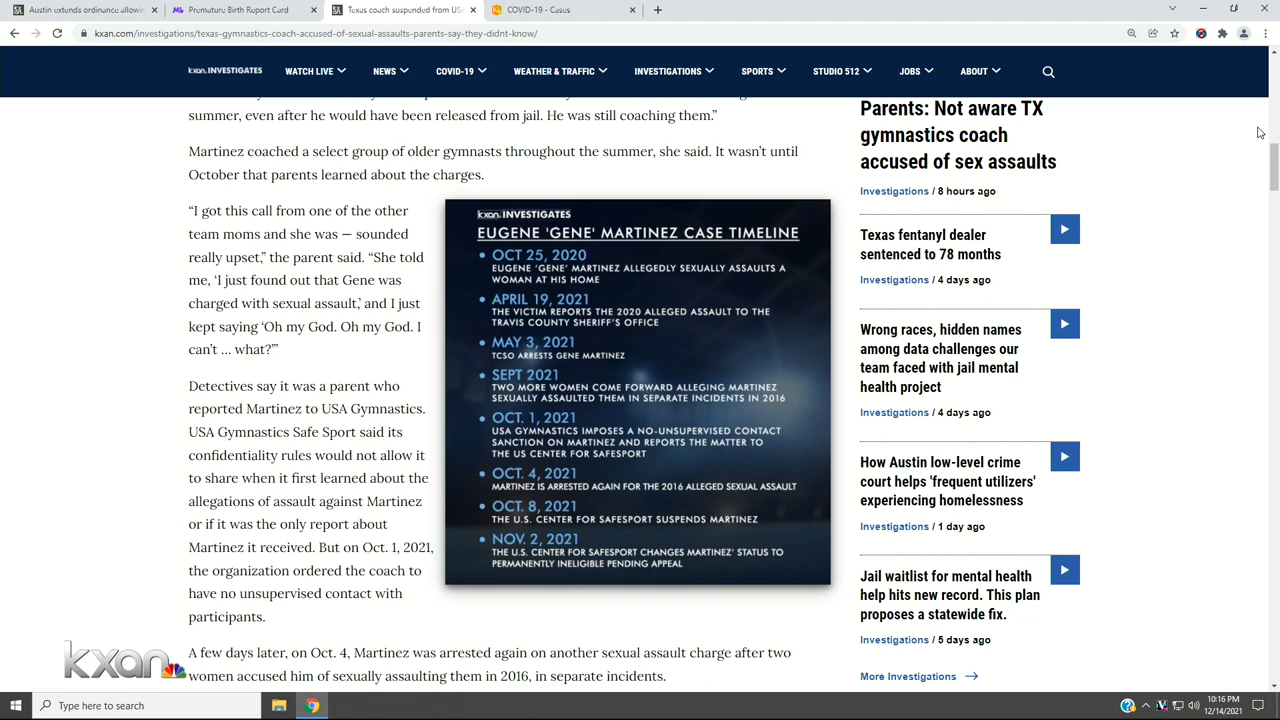 Austin extends ordinance allowin
Premature Birth Report Card
Texas coach suspended from USA
COVID-19 - Cases
kxan.com/investigations/texas-gymnastics-coach-accused-of-sexual-assaults-parents-say-they-didnt-know/
kxan. INVESTIGATES
WATCH LIVE
NEWS
COVID-19
WEATHER & TRAFFIC
INVESTIGATIONS
SPORTS
STUDIO 512
JOBS
ABOUT
summer, even after he would have been released from jail. He was still coaching them.”
Martinez coached a select group of older gymnasts throughout the summer, she said. It wasn’t until
October that parents learned about the charges.
“I got this call from one of the other
team moms and she was — sounded
really upset,” the parent said. “She told
me, ‘I just found out that Gene was
charged with sexual assault,’ and I just
kept saying ‘Oh my God. Oh my God. I
can’t … what?’”
Detectives say it was a parent who
reported Martinez to USA Gymnastics.
USA Gymnastics Safe Sport said its
confidentiality rules would not allow it
to share when it first learned about the
allegations of assault against Martinez
or if it was the only report about
Martinez it received. But on Oct. 1, 2021,
the organization ordered the coach to
have no unsupervised contact with
participants.
A few days later, on Oct. 4, Martinez was arrested again on another sexual assault charge after two
women accused him of sexually assaulting them in 2016, in separate incidents.
kxan. INVESTIGATES
EUGENE 'GENE' MARTINEZ CASE TIMELINE
• OCT 25, 2020
EUGENE 'GENE' MARTINEZ ALLEGEDLY SEXUALLY ASSAULTS A
WOMAN AT HIS HOME
• APRIL 19, 2021
THE VICTIM REPORTS THE 2020 ALLEGED ASSAULT TO THE
TRAVIS COUNTY SHERIFF'S OFFICE
• MAY 3, 2021
TCSO ARRESTS GENE MARTINEZ
• SEPT 2021
TWO MORE WOMEN COME FORWARD ALLEGING MARTINEZ
SEXUALLY ASSAULTED THEM IN SEPARATE INCIDENTS IN 2016
• OCT. 1, 2021
USA GYMNASTICS IMPOSES A NO-UNSUPERVISED CONTACT
SANCTION ON MARTINEZ AND REPORTS THE MATTER TO
THE US CENTER FOR SAFESPORT
• OCT. 4, 2021
MARTINEZ IS ARRESTED AGAIN FOR THE 2016 ALLEGED SEXUAL ASSAULT
• OCT. 8, 2021
THE U.S. CENTER FOR SAFESPORT SUSPENDS MARTINEZ
• NOV. 2, 2021
THE U.S. CENTER FOR SAFESPORT CHANGES MARTINEZ' STATUS TO
PERMANENTLY INELIGIBLE PENDING APPEAL
Parents: Not aware TX
gymnastics coach
accused of sex assaults
Investigations / 8 hours ago
Texas fentanyl dealer
sentenced to 78 months
Investigations / 4 days ago
Wrong races, hidden names
among data challenges our
team faced with jail mental
health project
Investigations / 4 days ago
How Austin low-level crime
court helps 'frequent utilizers'
experiencing homelessness
Investigations / 1 day ago
Jail waitlist for mental health
help hits new record. This plan
proposes a statewide fix.
Investigations / 5 days ago
More Investigations
kxan
Type here to search
10:16 PM
12/14/2021